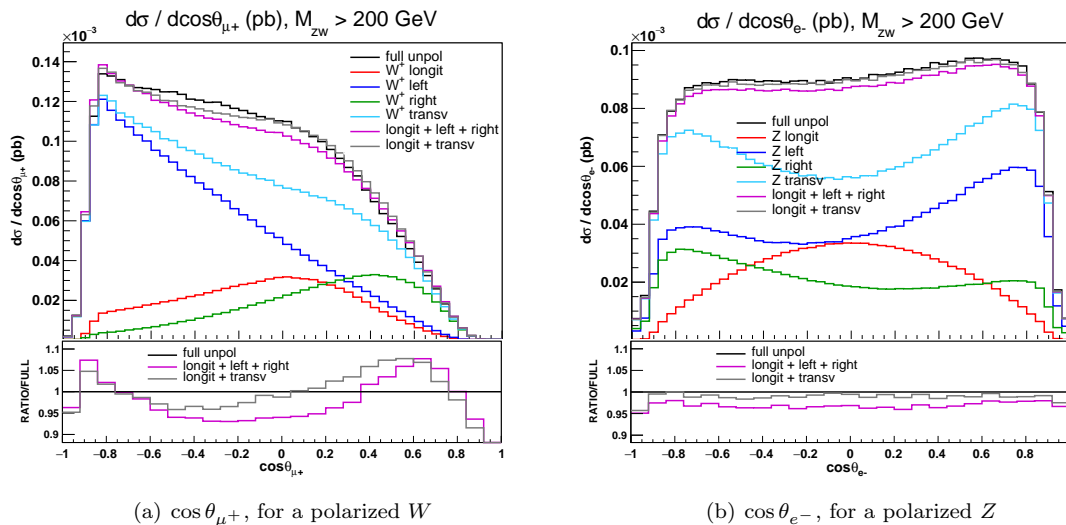 dσ / dcosθμ+ (pb), Mzw > 200 GeV
×10⁻³
dσ / dcosθμ+ (pb)
0.14
0.12
0.1
0.08
0.06
0.04
0.02
full unpol
W⁺ longit
W⁺ left
W⁺ right
W⁺ transv
longit + left + right
longit + transv
RATIO/FULL
1.1
1.05
1
0.95
0.9
full unpol
longit + left + right
longit + transv
−1 −0.8 −0.6 −0.4 −0.2 0 0.2 0.4 0.6 0.8 1
cosθμ+
(a) cos θμ+, for a polarized W
dσ / dcosθe- (pb), Mzw > 200 GeV
×10⁻³
dσ / dcosθe- (pb)
0.1
0.08
0.06
0.04
0.02
full unpol
Z longit
Z left
Z right
Z transv
longit + left + right
longit + transv
RATIO/FULL
1.1
1.05
1
0.95
0.9
full unpol
longit + left + right
longit + transv
−1 −0.8 −0.6 −0.4 −0.2 0 0.2 0.4 0.6 0.8
cosθe-
(b) cos θe−, for a polarized Z